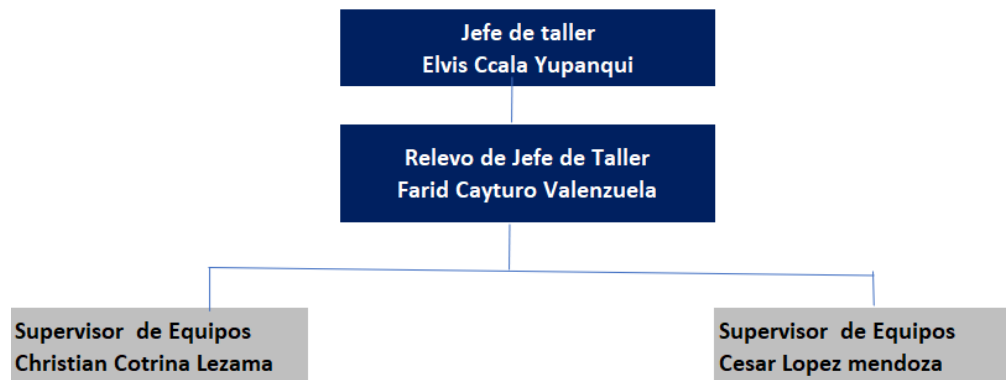 Jefe de taller
Elvis Ccala Yupanqui
Relevo de Jefe de Taller
Farid Cayturo Valenzuela
Supervisor de Equipos
Christian Cotrina Lezama
Supervisor de Equipos
Cesar Lopez mendoza